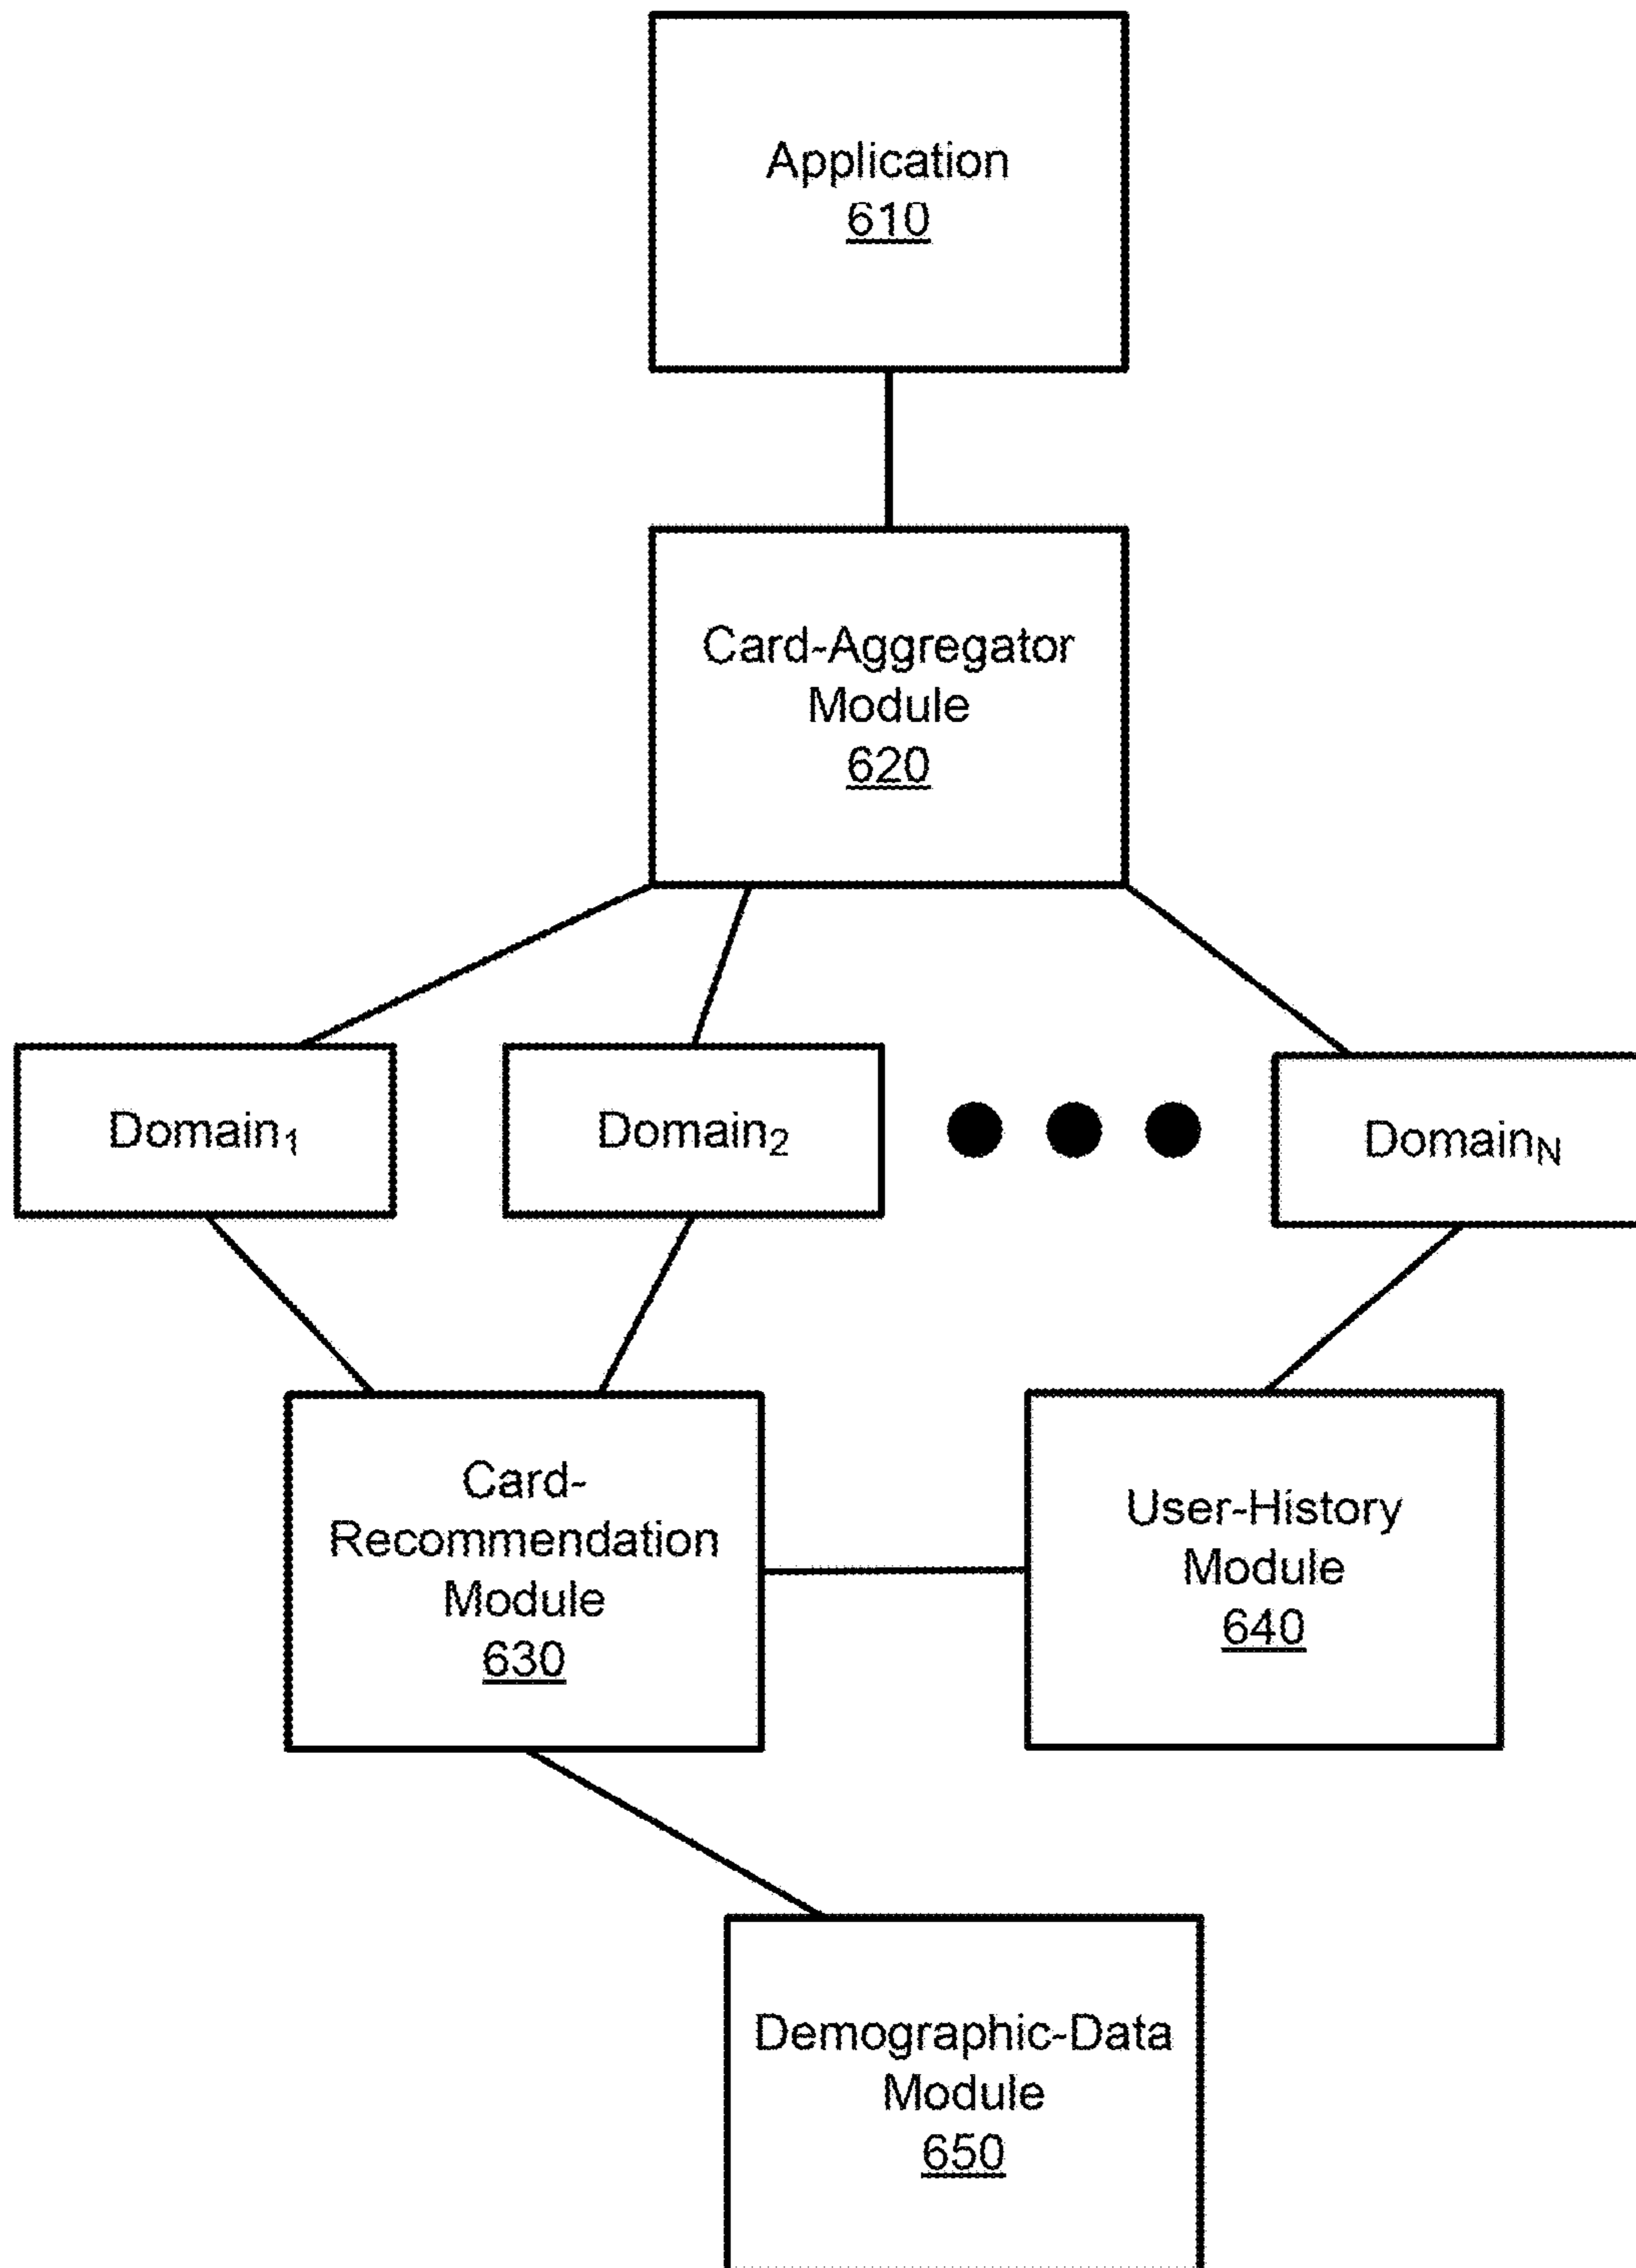 Application
610
Card-Aggregator
Module
620
Domain₁
Domain₂
Domain_N
Card-
Recommendation
Module
630
User-History
Module
640
Demographic-Data
Module
650